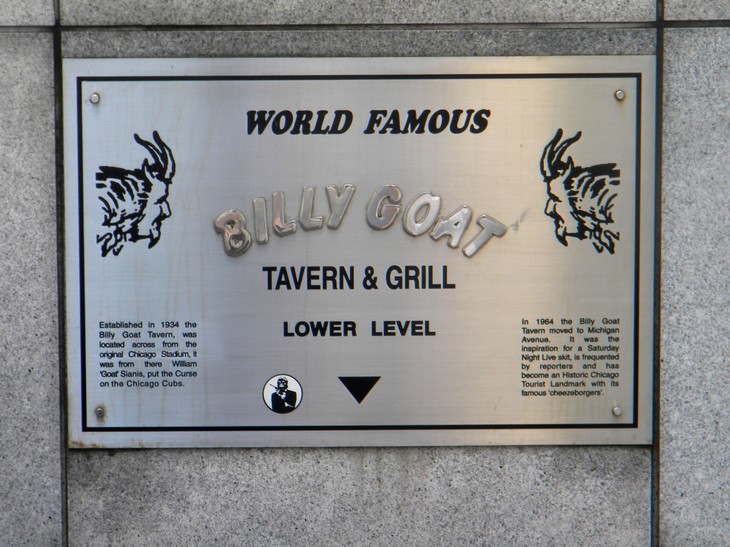 WORLD FAMOUS
BILLY GOAT
TAVERN & GRILL
LOWER LEVEL
Established in 1934 the
Billy Goat Tavern, was
located across from the
original Chicago Stadium, it
was from there William
'Goat' Sianis, put the Curse
on the Chicago Cubs.
In 1964 the Billy Goat
Tavern moved to Michigan
Avenue. It was the
inspiration for a Saturday
Night Live skit, is frequented
by reporters and has
become an Historic Chicago
Tourist Landmark with its
famous 'cheezeborgers'.